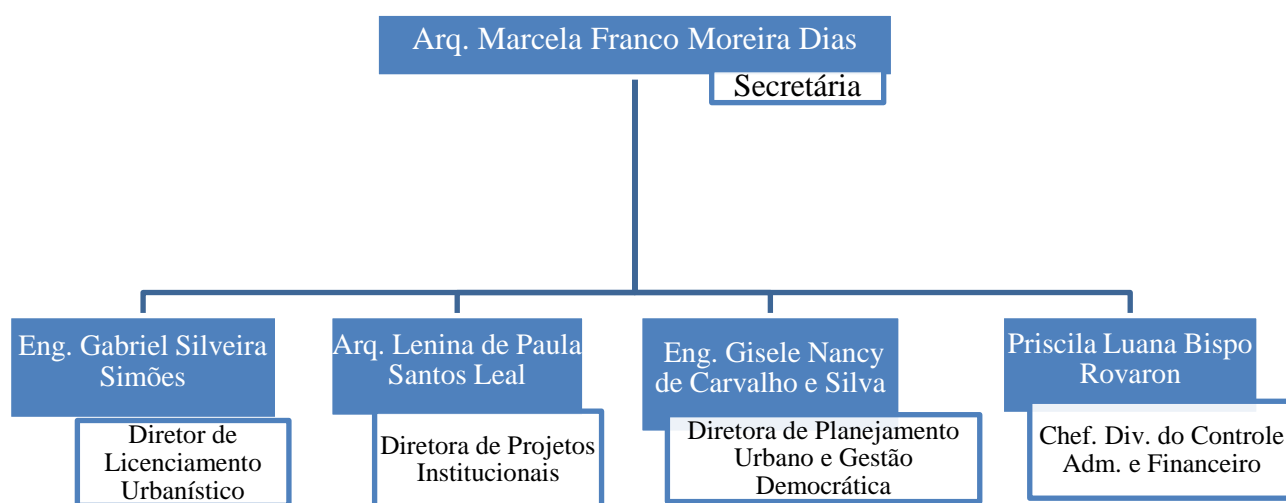 Arq. Marcela Franco Moreira Dias
Secretária
Eng. Gabriel Silveira
Simões
Diretor de
Licenciamento
Urbanístico
Arq. Lenina de Paula
Santos Leal
Diretora de Projetos
Institucionais
Eng. Gisele Nancy
de Carvalho e Silva
Diretora de Planejamento
Urbano e Gestão
Democrática
Priscila Luana Bispo
Rovaron
Chef. Div. do Controle
Adm. e Financeiro